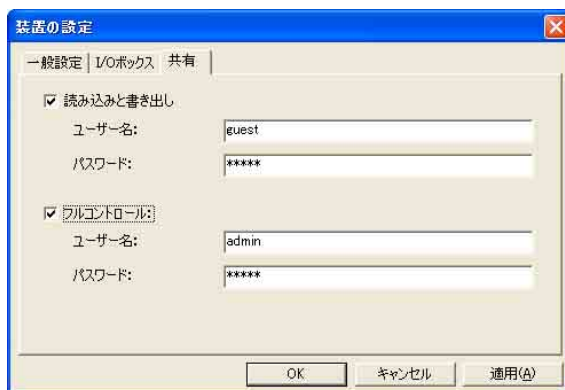 装置の設定
一般設定 I/Oボックス 共有
読み込みと書き出し
ユーザー名: guest
パスワード: *****
フルコントロール:
ユーザー名: admin
パスワード: *****
OK キャンセル 適用(A)